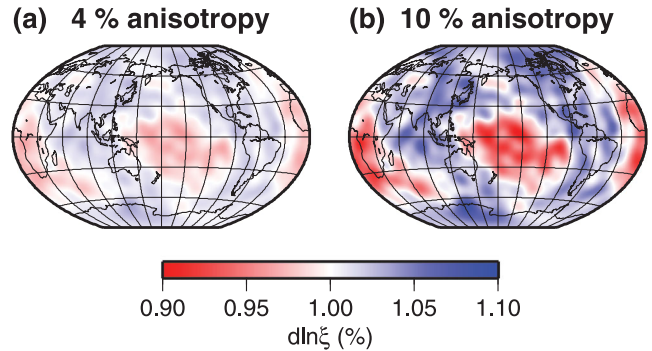 (a) 4 % anisotropy
(b) 10 % anisotropy
0.90 0.95 1.00 1.05 1.10
dlnξ (%)